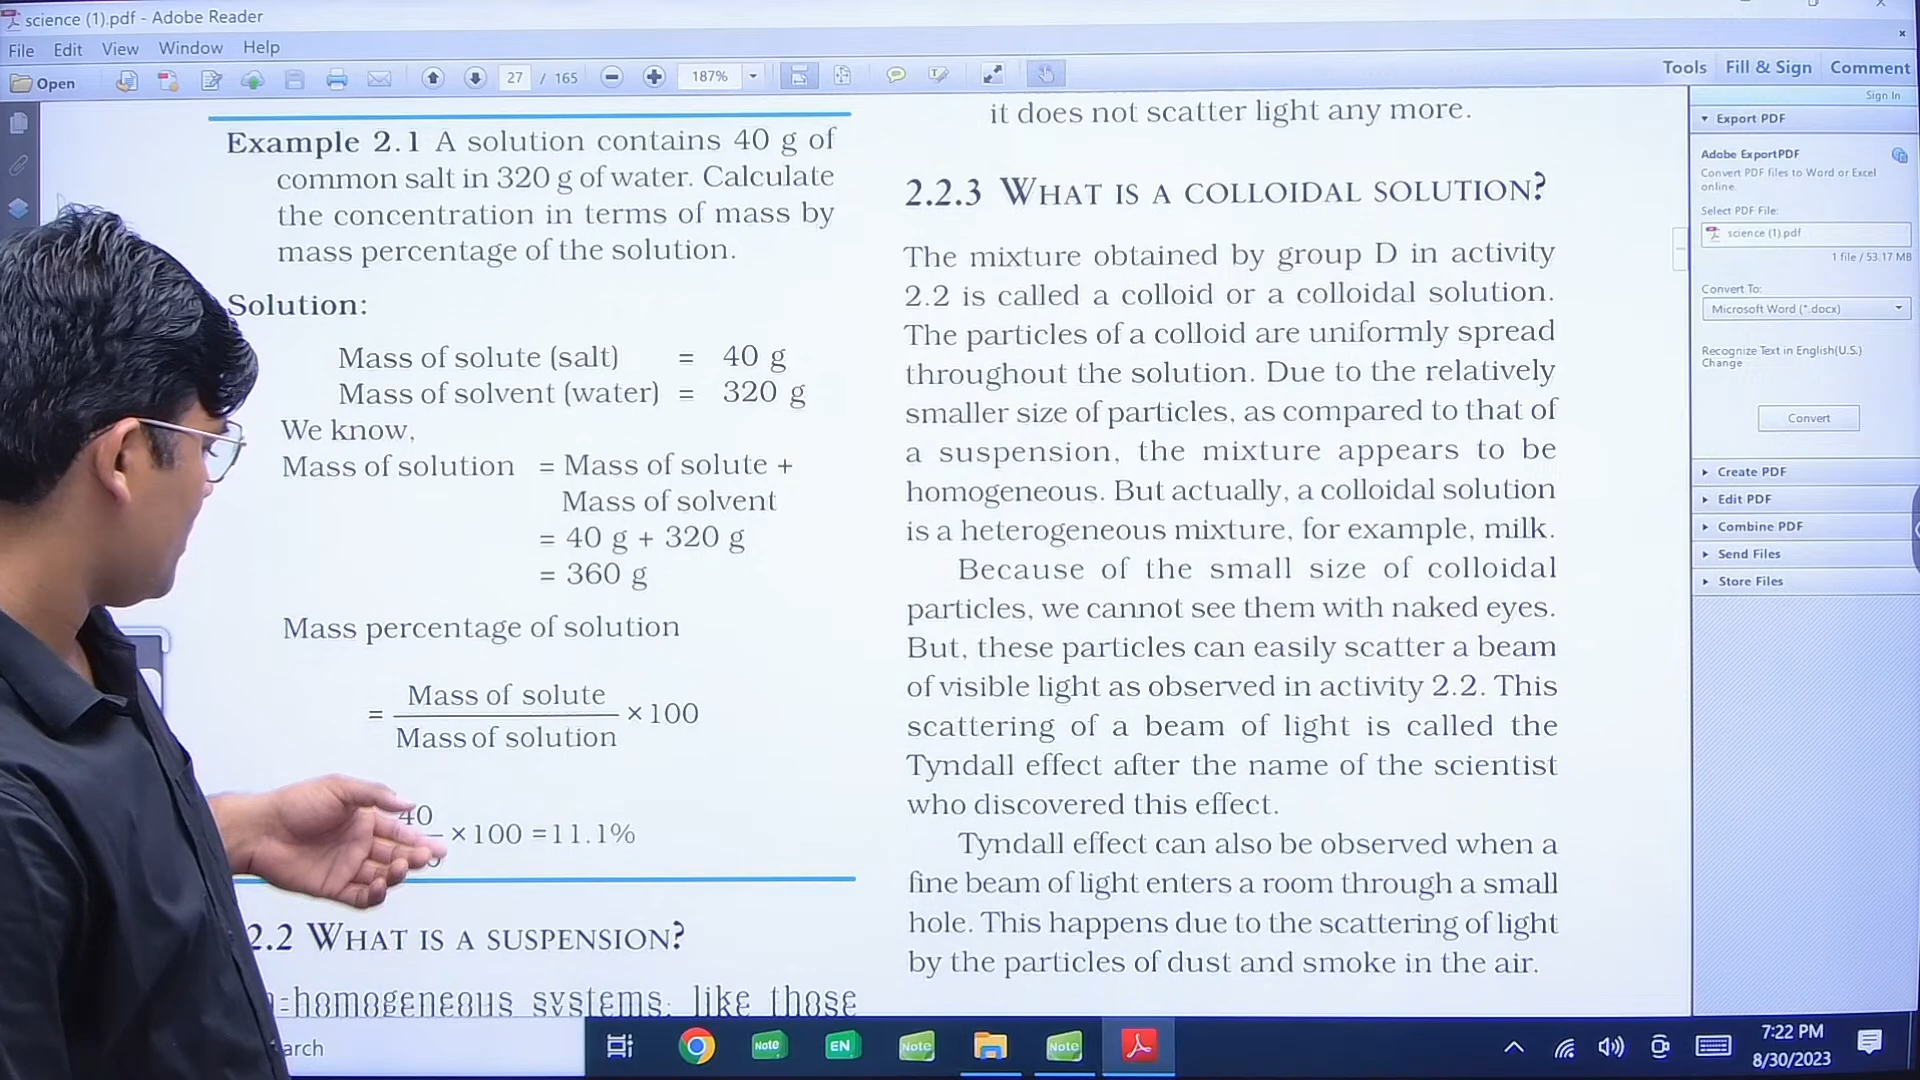 science (1).pdf - Adobe Reader
File Edit View Window Help
Open 27 / 165 187% Tools Fill & Sign Comment
Sign In
Example 2.1 A solution contains 40 g of
common salt in 320 g of water. Calculate
the concentration in terms of mass by
mass percentage of the solution.
Solution:
Mass of solute (salt) = 40 g
Mass of solvent (water) = 320 g
We know,
Mass of solution = Mass of solute +
Mass of solvent
= 40 g + 320 g
= 360 g
Mass percentage of solution
= Mass of solute
Mass of solution ×100
40
×100 =11.1%
2.2 WHAT IS A SUSPENSION?
-homogeneous systems, like those
it does not scatter light any more.
2.2.3 WHAT IS A COLLOIDAL SOLUTION?
The mixture obtained by group D in activity
2.2 is called a colloid or a colloidal solution.
The particles of a colloid are uniformly spread
throughout the solution. Due to the relatively
smaller size of particles, as compared to that of
a suspension, the mixture appears to be
homogeneous. But actually, a colloidal solution
is a heterogeneous mixture, for example, milk.
Because of the small size of colloidal
particles, we cannot see them with naked eyes.
But, these particles can easily scatter a beam
of visible light as observed in activity 2.2. This
scattering of a beam of light is called the
Tyndall effect after the name of the scientist
who discovered this effect.
Tyndall effect can also be observed when a
fine beam of light enters a room through a small
hole. This happens due to the scattering of light
by the particles of dust and smoke in the air.
Export PDF
Adobe ExportPDF
Convert PDF files to Word or Excel
online.
Select PDF File:
science (1).pdf
1 file / 53.17 MB
Convert To:
Microsoft Word (*.docx)
Recognize Text in English(U.S.)
Change
Convert
Create PDF
Edit PDF
Combine PDF
Send Files
Store Files
arch
Note EN Note Note
7:22 PM
8/30/2023